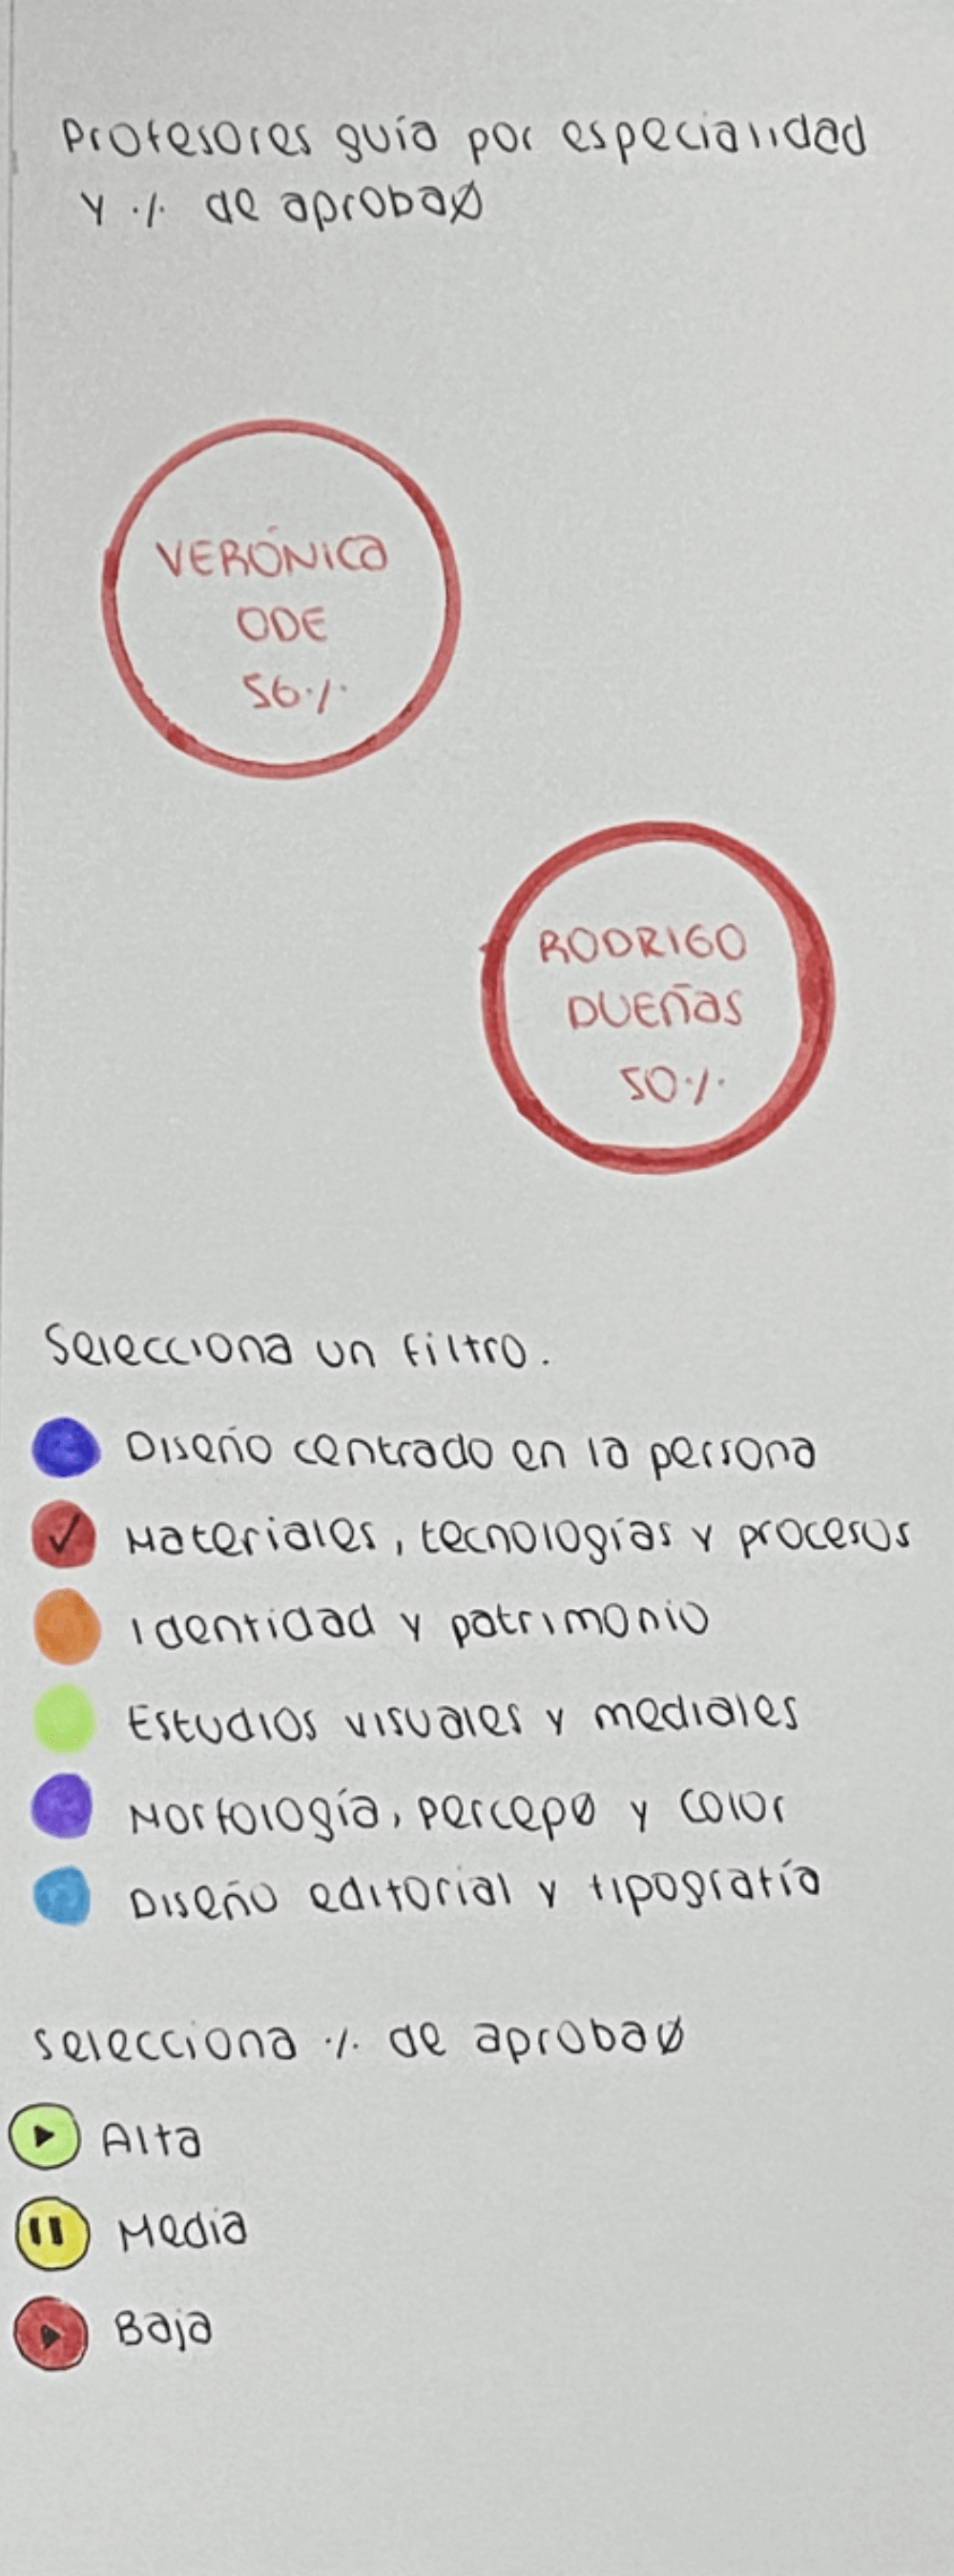 Profesores guía por especialidad
y % de aprobaø
VERÓNICA
ODE
56%
RODRIGO
DUEÑAS
50%
Selecciona un filtro.
Diseño centrado en la persona
Materiales, tecnologías y procesos
Identidad y patrimonio
Estudios visuales y mediales
Morfología, percepø y color
Diseño editorial y tipografía
selecciona % de aprobaø
Alta
Media
Baja